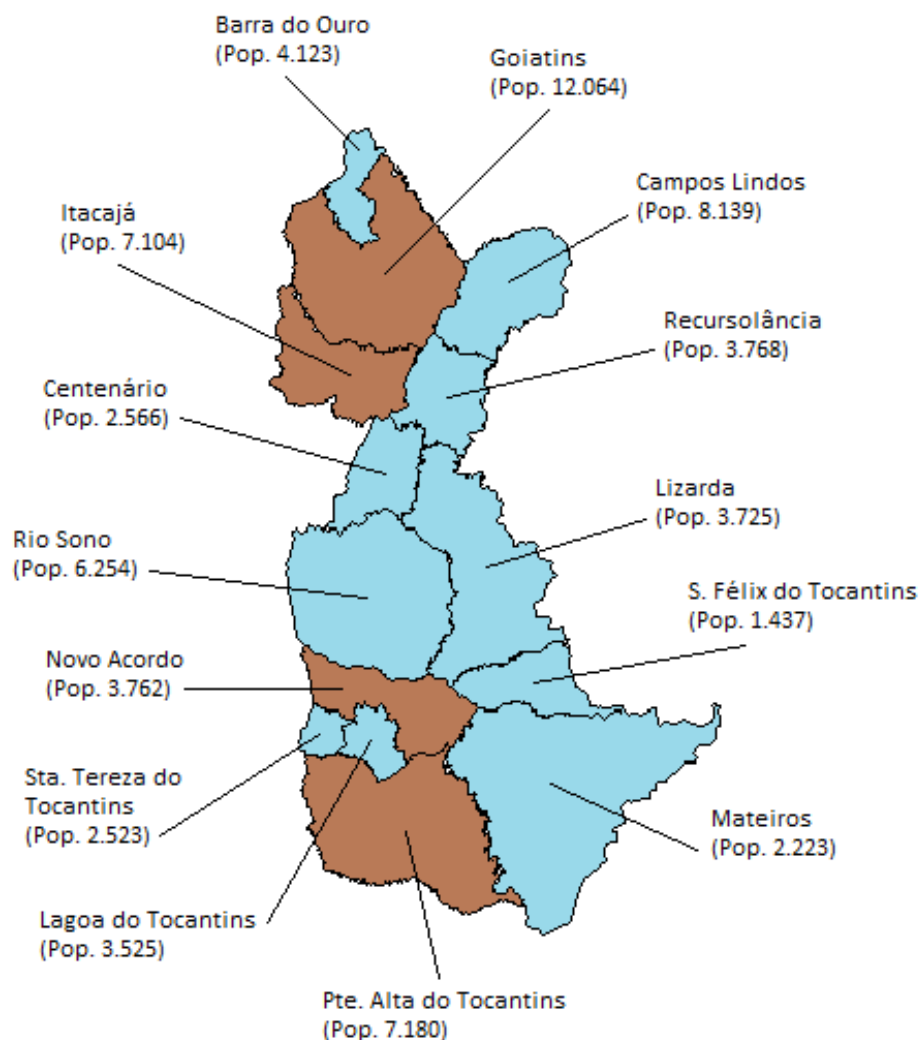 Barra do Ouro
(Pop. 4.123)
Goiatins
(Pop. 12.064)
Campos Lindos
(Pop. 8.139)
Itacajá
(Pop. 7.104)
Recursolância
(Pop. 3.768)
Centenário
(Pop. 2.566)
Lizarda
(Pop. 3.725)
Rio Sono
(Pop. 6.254)
S. Félix do Tocantins
(Pop. 1.437)
Novo Acordo
(Pop. 3.762)
Sta. Tereza do
Tocantins
(Pop. 2.523)
Mateiros
(Pop. 2.223)
Lagoa do Tocantins
(Pop. 3.525)
Pte. Alta do Tocantins
(Pop. 7.180)